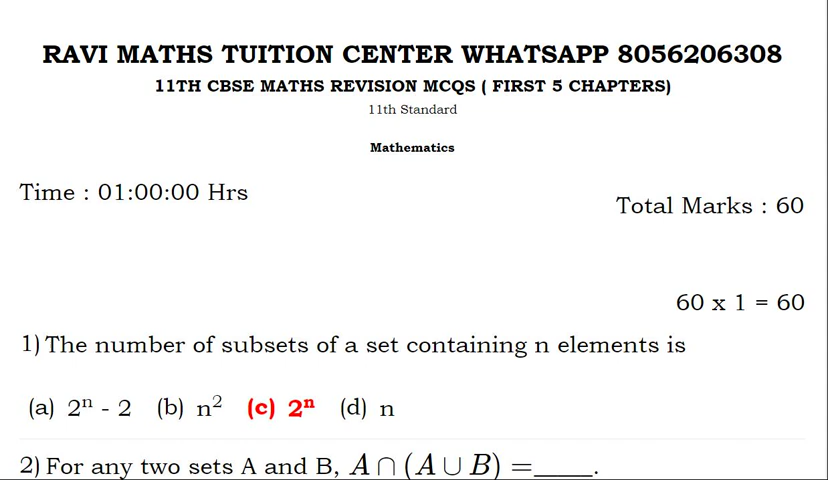 RAVI MATHS TUITION CENTER WHATSAPP 8056206308
11TH CBSE MATHS REVISION MCQS ( FIRST 5 CHAPTERS)
11th Standard
Mathematics
Time : 01:00:00 Hrs
Total Marks : 60
60 x 1 = 60
1) The number of subsets of a set containing n elements is
(a) 2ⁿ - 2 (b) n² (c) 2ⁿ (d) n
2) For any two sets A and B, A ∩ (A ∪ B) =_____.